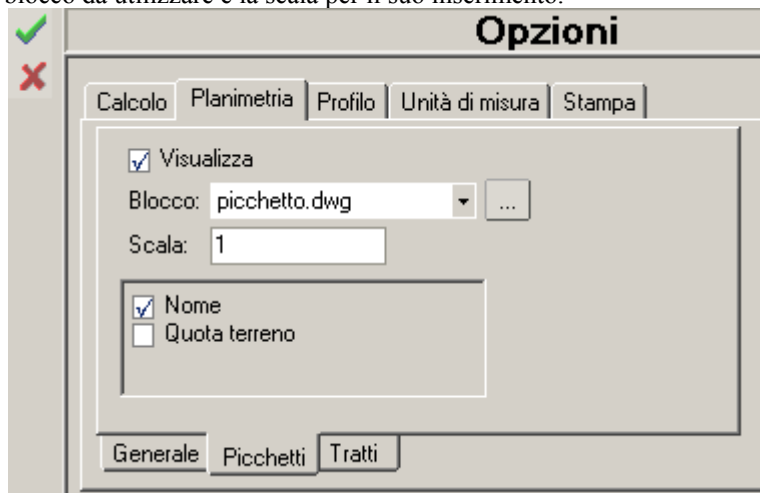 blocco da utilizzare e la scala per il suo inserimento.
Opzioni
Calcolo Planimetria Profilo Unità di misura Stampa
Visualizza
Blocco: picchetto.dwg ...
Scala: 1
Nome
Quota terreno
Generale Picchetti Tratti